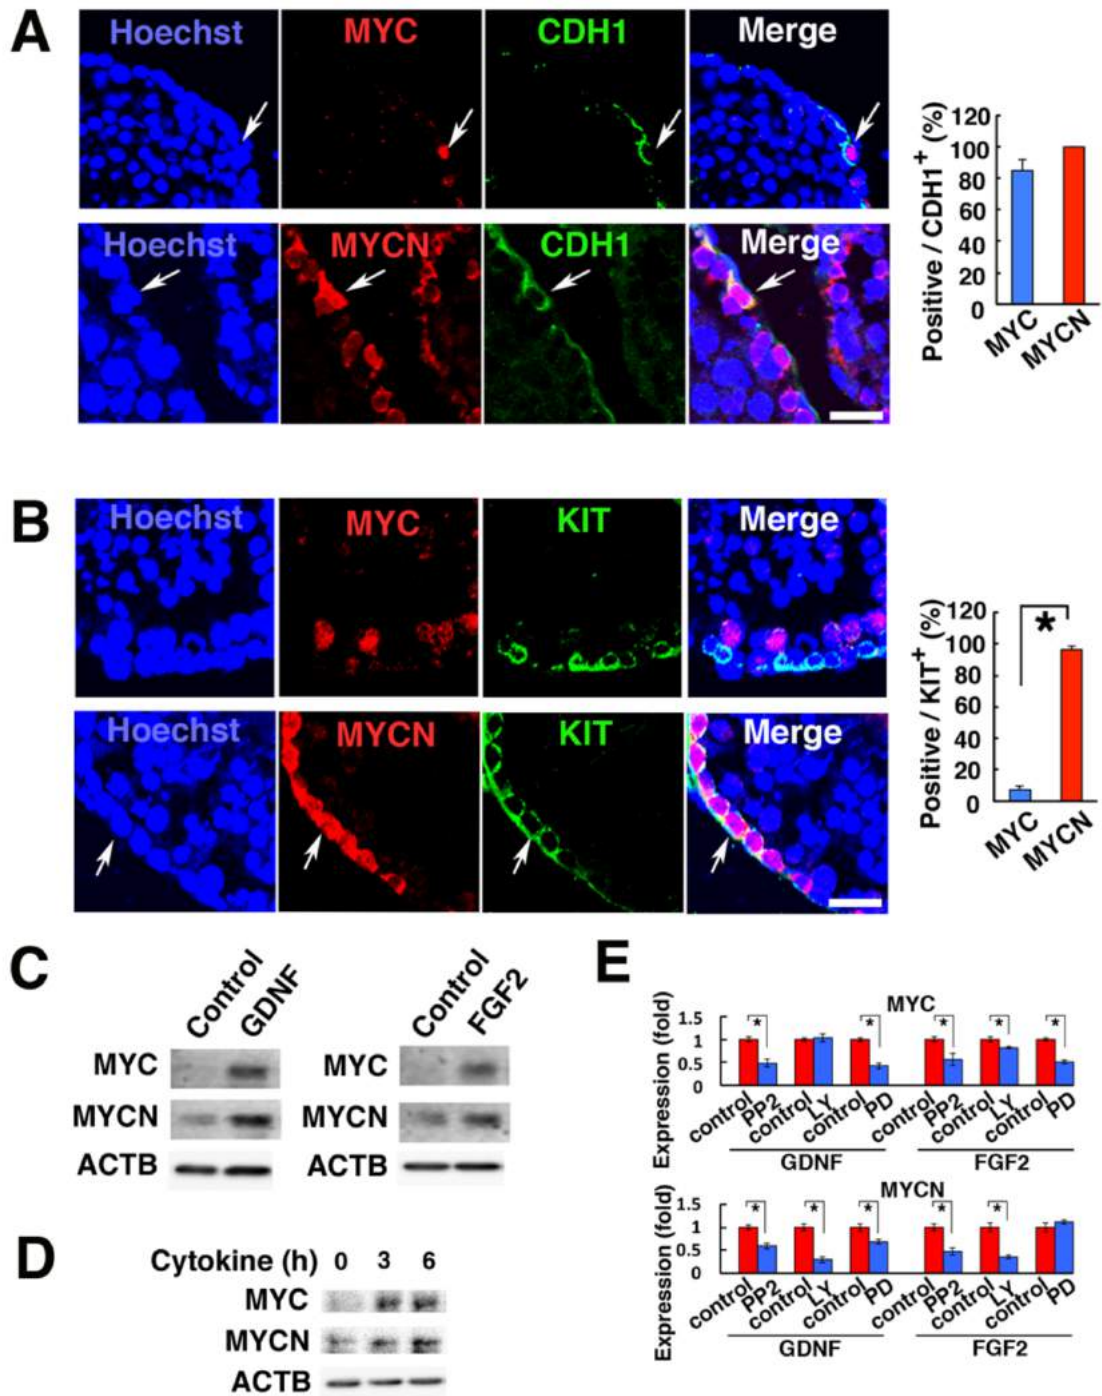 A
Hoechst MYC CDH1 Merge
Hoechst MYCN CDH1 Merge
Positive / CDH1+ (%)
120
100
80
60
40
20
0
MYC MYCN
B
Hoechst MYC KIT Merge
Hoechst MYCN KIT Merge
Positive / KIT+ (%)
120
100
80
60
40
20
0
*
MYC MYCN
C
Control GDNF
MYC
MYCN
ACTB
Control FGF2
MYC
MYCN
ACTB
D
Cytokine (h) 0 3 6
MYC
MYCN
ACTB
E
MYC
Expression (fold)
1.5
1
0.5
0
* * * * *
control PP2 control LY control PD control PP2 control LY control PD
GDNF FGF2
MYCN
Expression (fold)
1.5
1
0.5
0
* * * * *
control PP2 control LY control PD control PP2 control LY control PD
GDNF FGF2